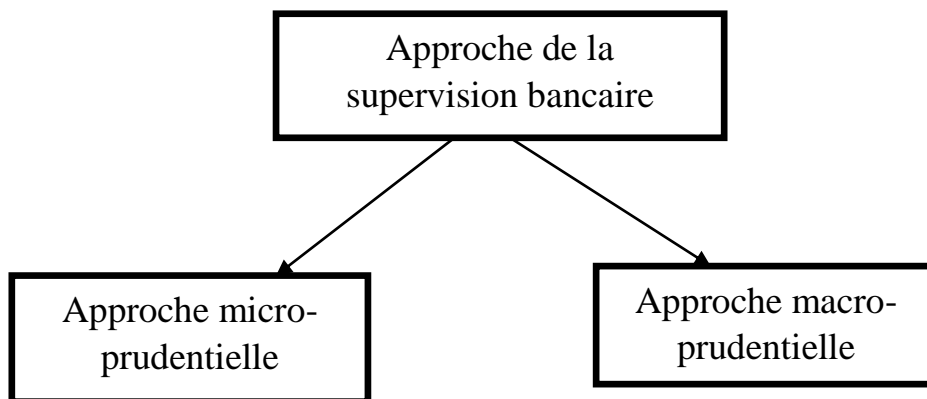 Approche de la
supervision bancaire
Approche micro-
prudentielle
Approche macro-
prudentielle